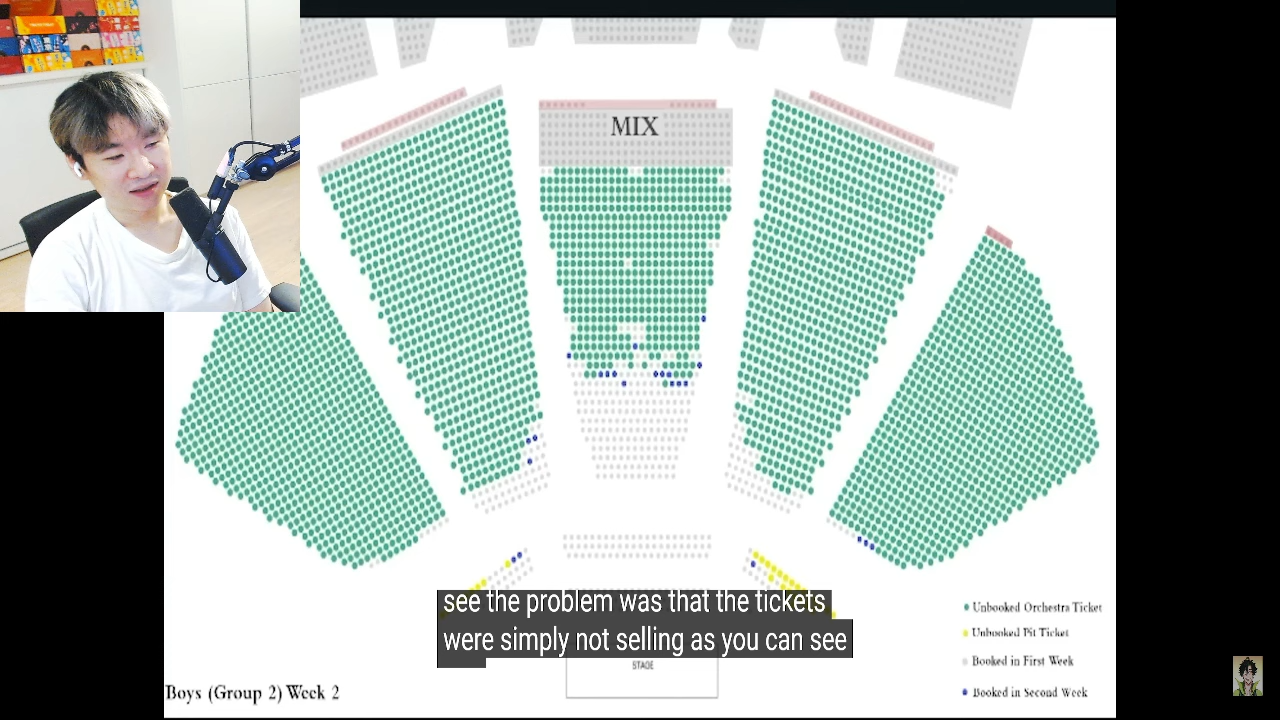 MIX
see the problem was that the tickets
were simply not selling as you can see
STAGE
Unbooked Orchestra Ticket
Unbooked Pit Ticket
Booked in First Week
Booked in Second Week
Boys (Group 2) Week 2